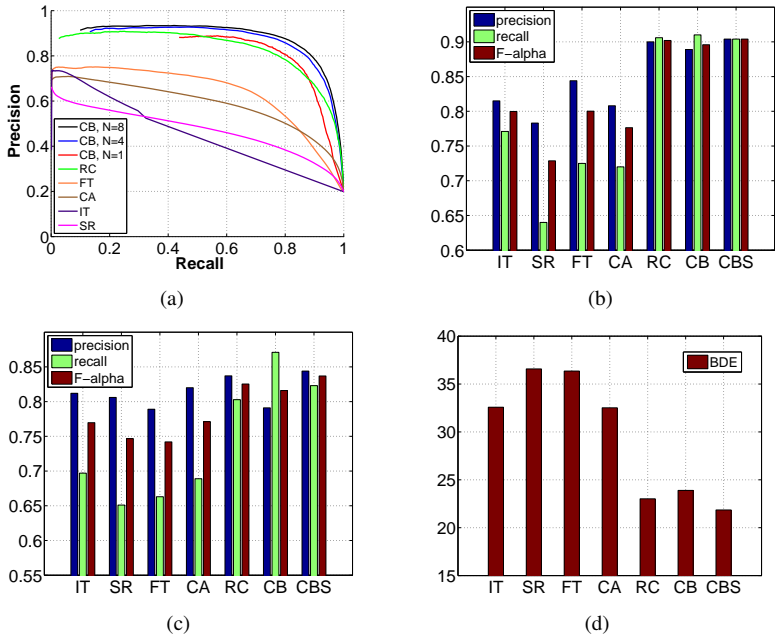 1
0.8
0.6
0.4
0.2
0
Precision
CB, N=8
CB, N=4
CB, N=1
RC
FT
CA
IT
SR
0 0.2 0.4 0.6 0.8 1
Recall
(a)
precision
recall
F-alpha
0.9
0.85
0.8
0.75
0.7
0.65
0.6
IT SR FT CA RC CB CBS
(b)
precision
recall
F-alpha
0.85
0.8
0.75
0.7
0.65
0.6
0.55
IT SR FT CA RC CB CBS
(c)
BDE
40
35
30
25
20
15
IT SR FT CA RC CB CBS
(d)